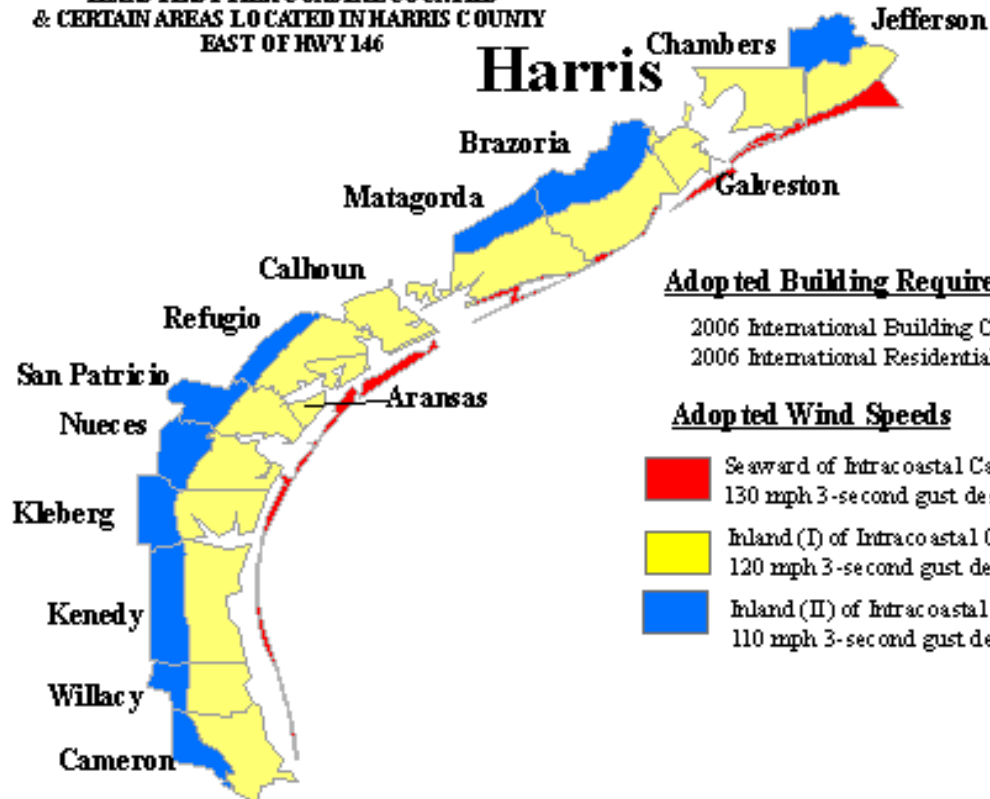 & CERTAIN AREAS LOCATED IN HARRIS COUNTY
EAST OF HWY 146
Harris
Chambers
Jefferson
Brazoria
Matagorda
Galveston
Calhoun
Refugio
San Patricio
Aransas
Nueces
Kleberg
Kenedy
Willacy
Cameron
Adopted Building Require
2006 International Building C
2006 International Residential
Adopted Wind Speeds
Seaward of Intracoastal Ca
130 mph 3-second gust des
Inland (I) of Intracoastal C
120 mph 3-second gust de
Inland (II) of Intracoastal
110 mph 3-second gust de